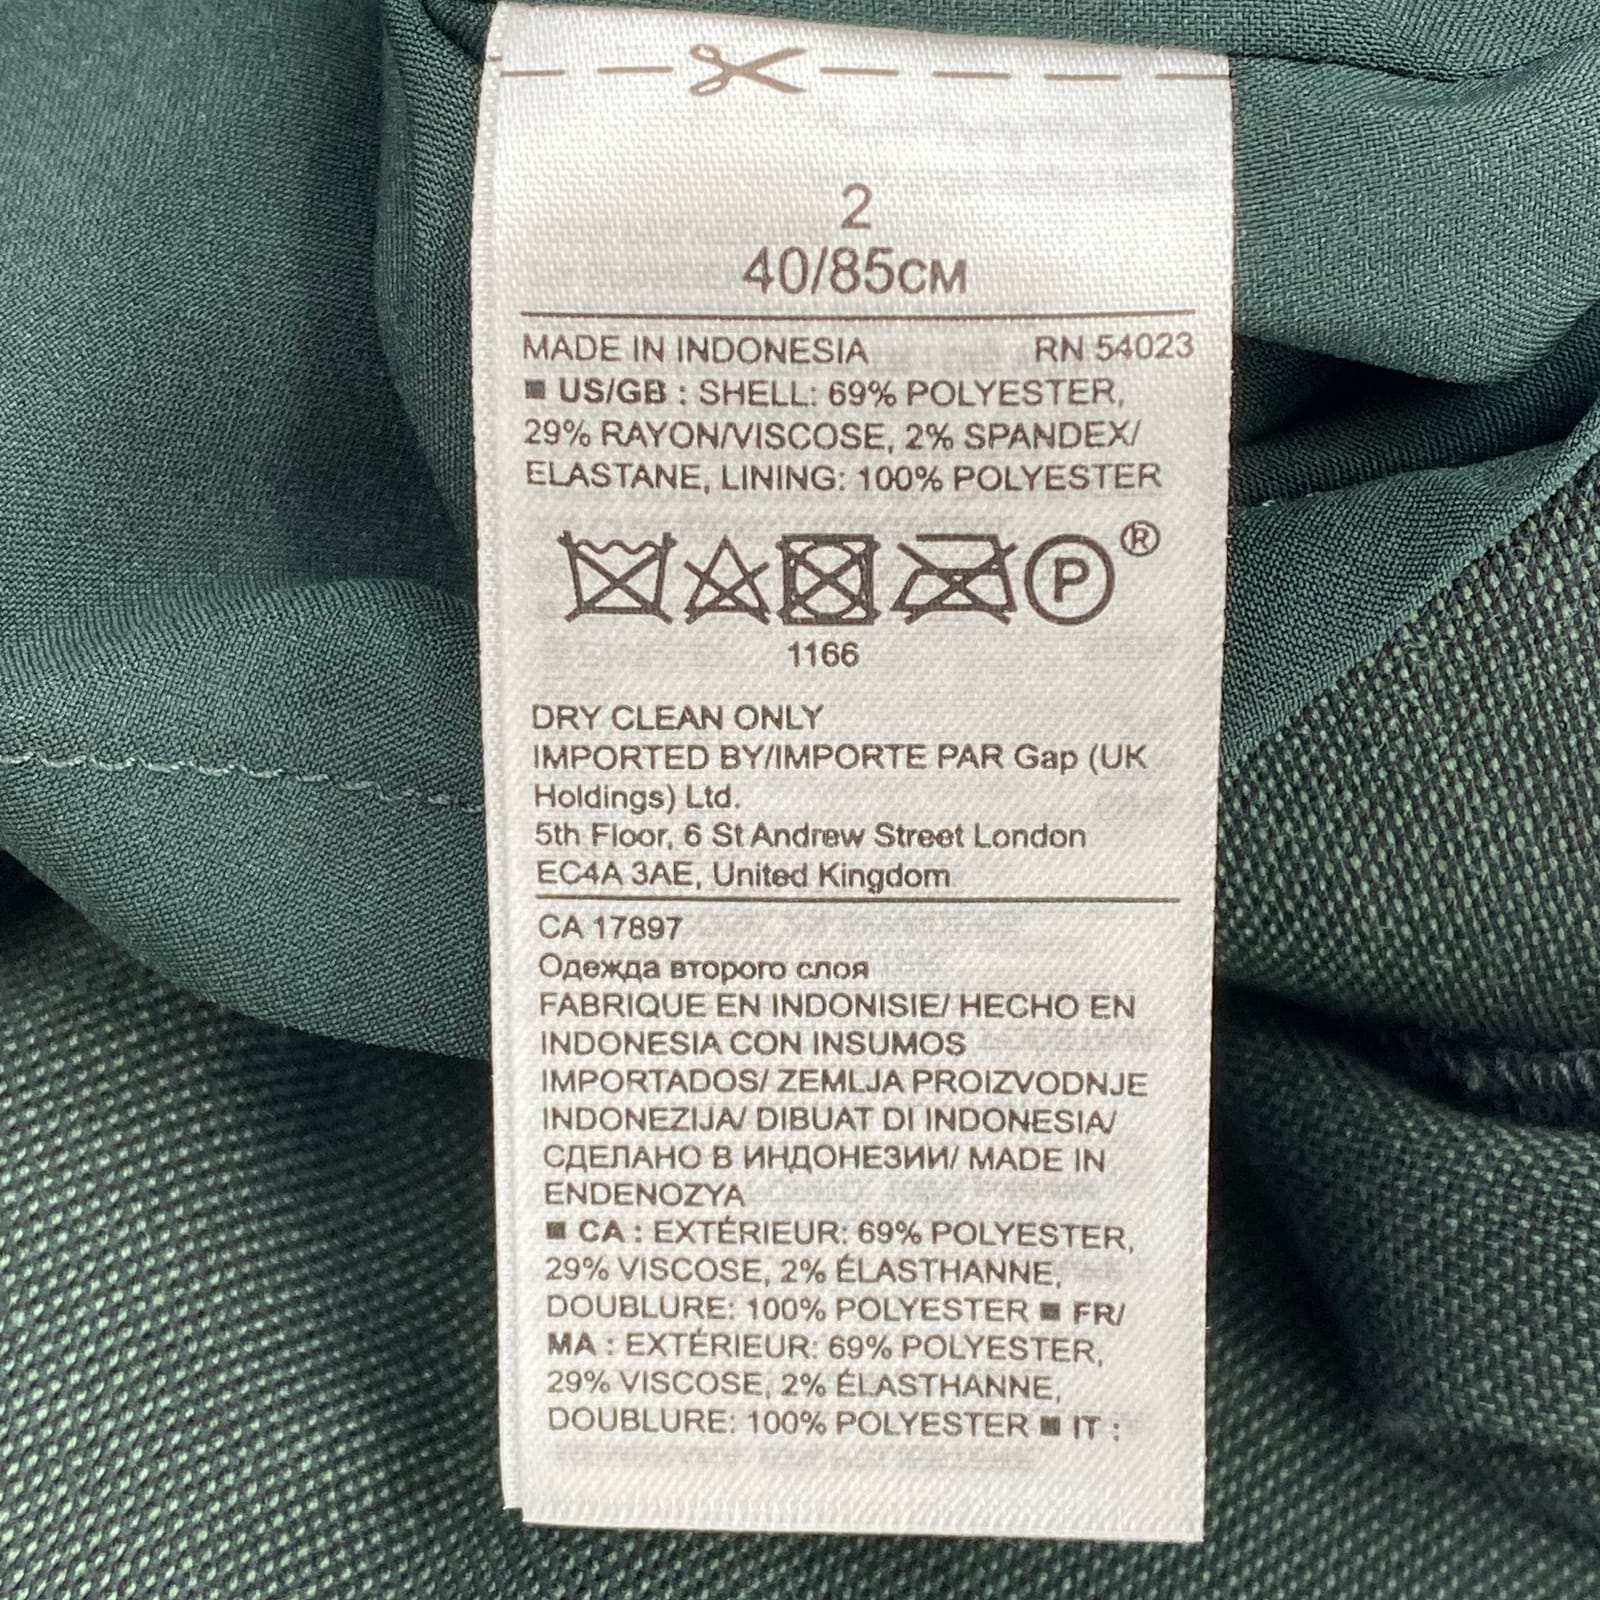 2
40/85CM
MADE IN INDONESIA RN 54023
■ US/GB : SHELL: 69% POLYESTER,
29% RAYON/VISCOSE, 2% SPANDEX/
ELASTANE, LINING: 100% POLYESTER
P ®
1166
DRY CLEAN ONLY
IMPORTED BY/IMPORTE PAR Gap (UK
Holdings) Ltd.
5th Floor, 6 St Andrew Street London
EC4A 3AE, United Kingdom
CA 17897
Одежда второго слоя
FABRIQUE EN INDONISIE/ HECHO EN
INDONESIA CON INSUMOS
IMPORTADOS/ ZEMLJA PROIZVODNJE
INDONEZIJA/ DIBUAT DI INDONESIA/
СДЕЛАНО В ИНДОНЕЗИИ/ MADE IN
ENDENOZYA
■ CA : EXTÉRIEUR: 69% POLYESTER,
29% VISCOSE, 2% ÉLASTHANNE,
DOUBLURE: 100% POLYESTER ■ FR/
MA : EXTÉRIEUR: 69% POLYESTER,
29% VISCOSE, 2% ÉLASTHANNE,
DOUBLURE: 100% POLYESTER ■ IT :